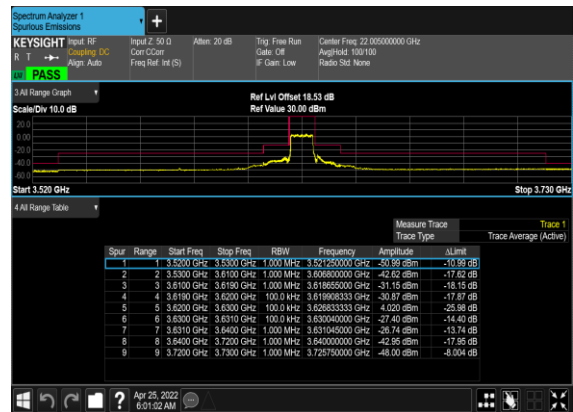 Spectrum Analyzer 1
Spurious Emissions
KEYSIGHT Input: RF Input Z: 50 Ω Atten: 20 dB Trig: Free Run Center Freq: 22.005000000 GHz
R T Coupling: DC Corr CCorr Gate: Off Avg|Hold: 100/100
Align: Auto Freq Ref: Int (S) IF Gain: Low Radio Std: None
LW PASS
3 All Range Graph
Ref Lvl Offset 18.53 dB
Scale/Div 10.0 dB Ref Value 30.00 dBm
20.0
0.00
-20.0
-40.0
-60.0
Start 3.520 GHz Stop 3.730 GHz
4 All Range Table
Measure Trace Trace 1
Trace Type Trace Average (Active)
Spur Range Start Freq Stop Freq RBW Frequency Amplitude ΔLimit
1 1 3.5200 GHz 3.5300 GHz 1.000 MHz 3.521250000 GHz -50.99 dBm -10.99 dB
2 2 3.5300 GHz 3.6100 GHz 1.000 MHz 3.606800000 GHz -42.62 dBm -17.62 dB
3 3 3.6100 GHz 3.6190 GHz 1.000 MHz 3.618655000 GHz -31.15 dBm -18.15 dB
4 4 3.6190 GHz 3.6200 GHz 100.0 kHz 3.619908333 GHz -30.87 dBm -17.87 dB
5 5 3.6200 GHz 3.6300 GHz 100.0 kHz 3.626833333 GHz 4.020 dBm -25.98 dB
6 6 3.6300 GHz 3.6310 GHz 100.0 kHz 3.630040000 GHz -27.40 dBm -14.40 dB
7 7 3.6310 GHz 3.6400 GHz 1.000 MHz 3.631045000 GHz -26.74 dBm -13.74 dB
8 8 3.6400 GHz 3.7200 GHz 1.000 MHz 3.640000000 GHz -42.95 dBm -17.95 dB
9 9 3.7200 GHz 3.7300 GHz 1.000 MHz 3.725750000 GHz -48.00 dBm -8.004 dB
? Apr 25, 2022
6:01:02 AM